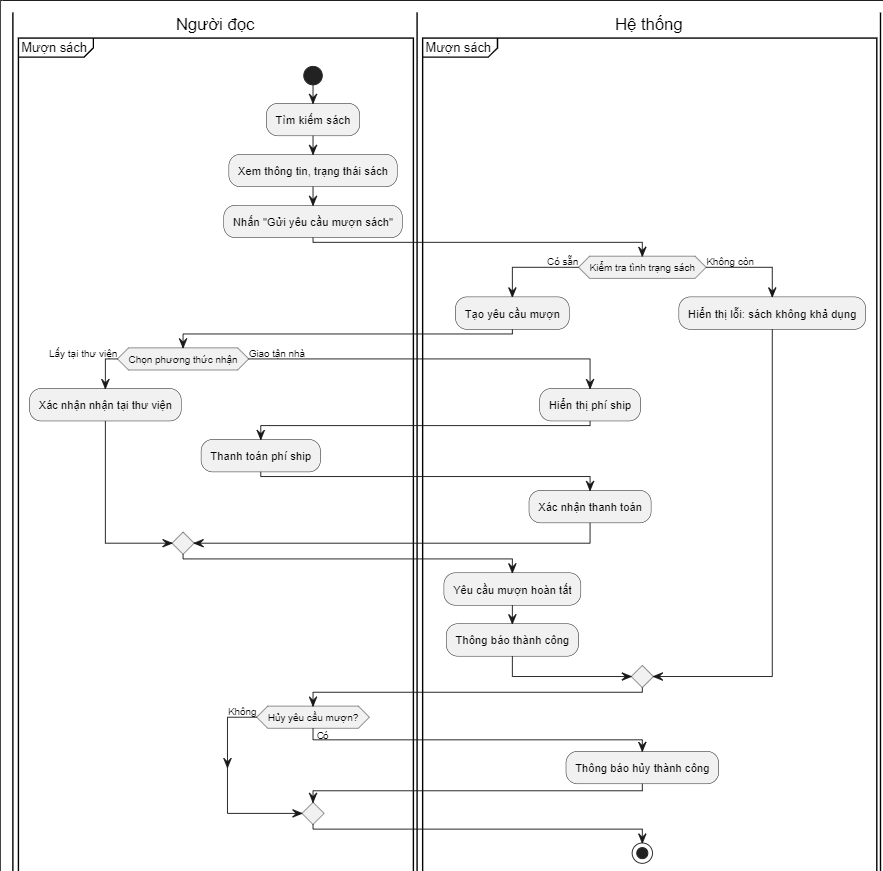 Người đọc
Hệ thống
Mượn sách
Mượn sách
Tìm kiếm sách
Xem thông tin, trạng thái sách
Nhấn "Gửi yêu cầu mượn sách"
Có sẵn
Kiểm tra tình trạng sách
Không còn
Tạo yêu cầu mượn
Hiển thị lỗi: sách không khả dụng
Lấy tại thư viện
Chọn phương thức nhận
Giao tận nhà
Xác nhận nhận tại thư viện
Hiển thị phí ship
Thanh toán phí ship
Xác nhận thanh toán
Yêu cầu mượn hoàn tất
Thông báo thành công
Không
Hủy yêu cầu mượn?
Có
Thông báo hủy thành công